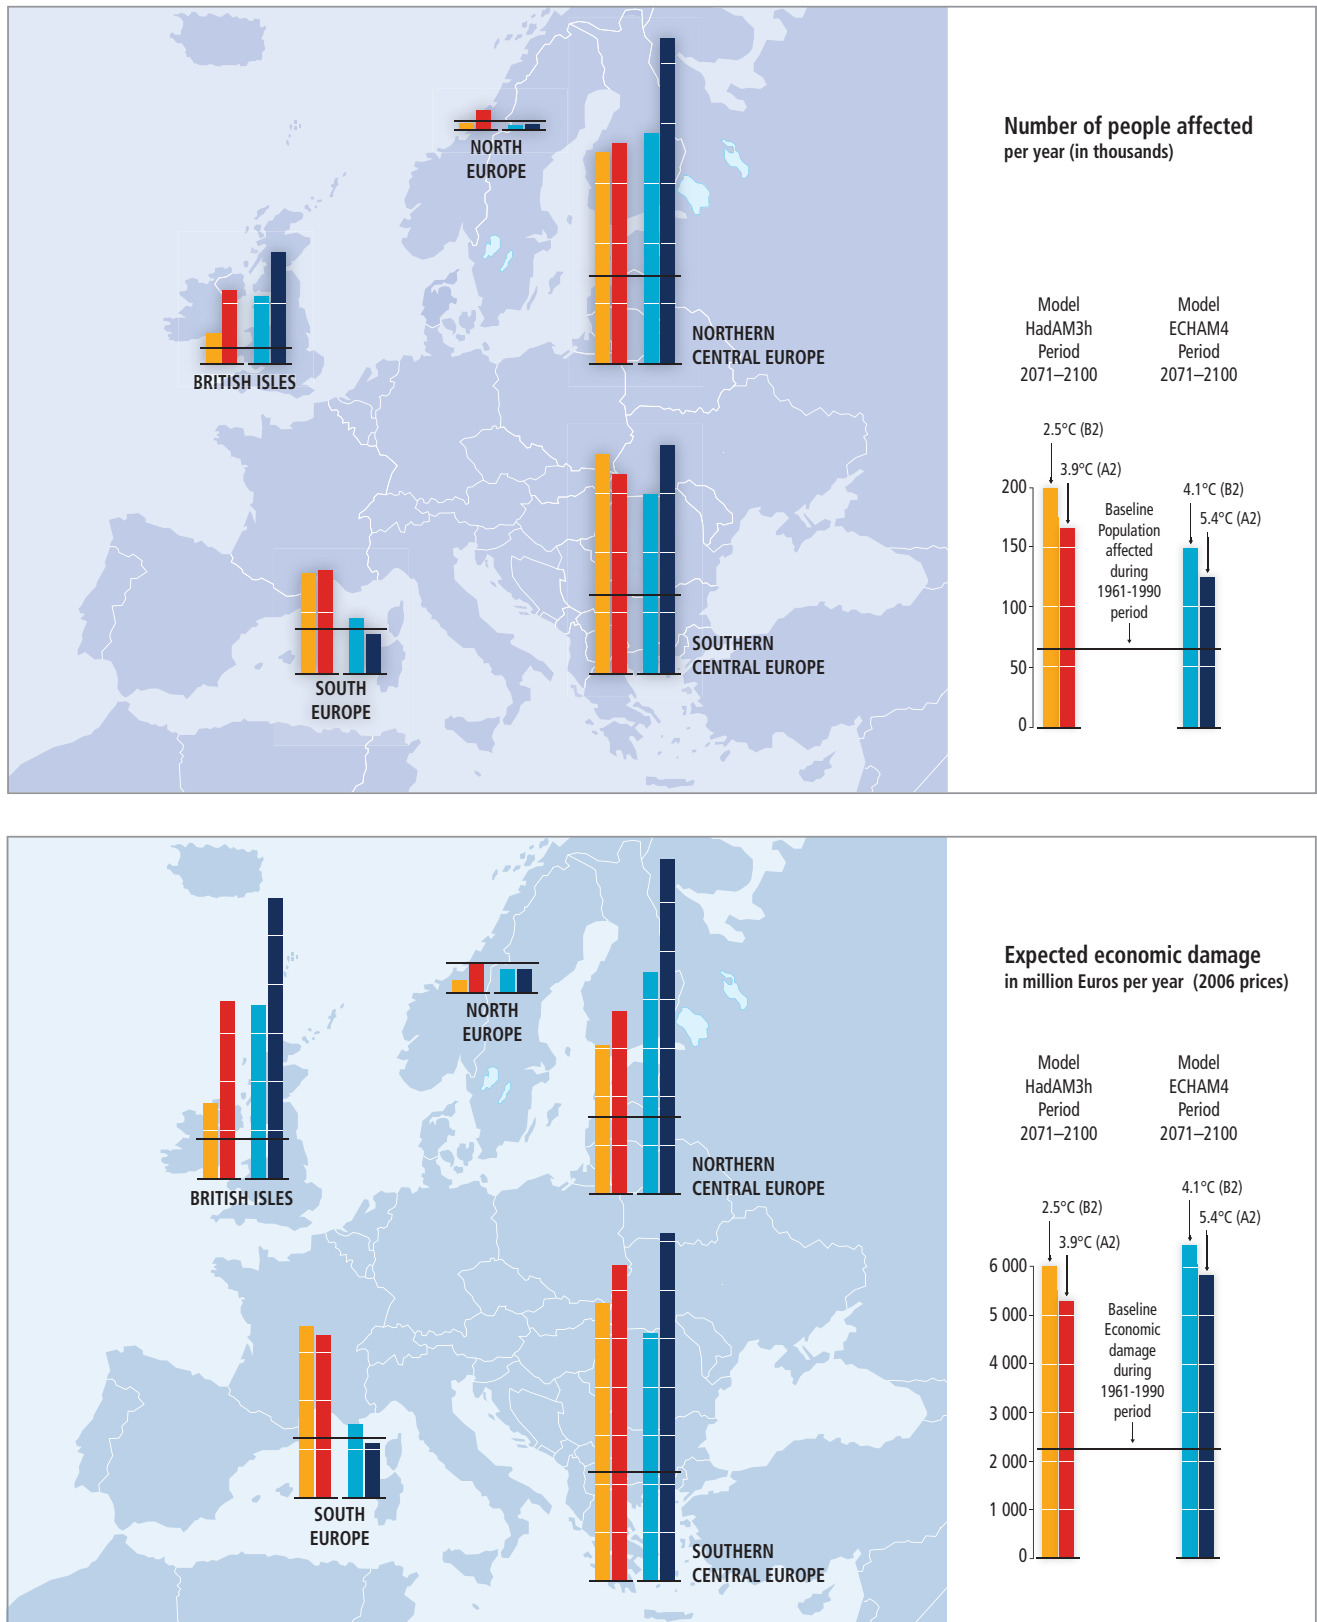 NORTH
EUROPE
BRITISH ISLES
NORTHERN
CENTRAL EUROPE
SOUTHERN
CENTRAL EUROPE
SOUTH
EUROPE
Number of people affected
per year (in thousands)
Model
HadAM3h
Period
2071–2100
Model
ECHAM4
Period
2071–2100
2.5°C (B2)
3.9°C (A2)
4.1°C (B2)
5.4°C (A2)
200
150
100
50
0
Baseline
Population
affected
during
1961-1990
period
NORTH
EUROPE
BRITISH ISLES
NORTHERN
CENTRAL EUROPE
SOUTH
EUROPE
SOUTHERN
CENTRAL EUROPE
Expected economic damage
in million Euros per year (2006 prices)
Model
HadAM3h
Period
2071–2100
Model
ECHAM4
Period
2071–2100
2.5°C (B2)
3.9°C (A2)
4.1°C (B2)
5.4°C (A2)
6 000
5 000
4 000
3 000
2 000
1 000
0
Baseline
Economic
damage
during
1961-1990
period